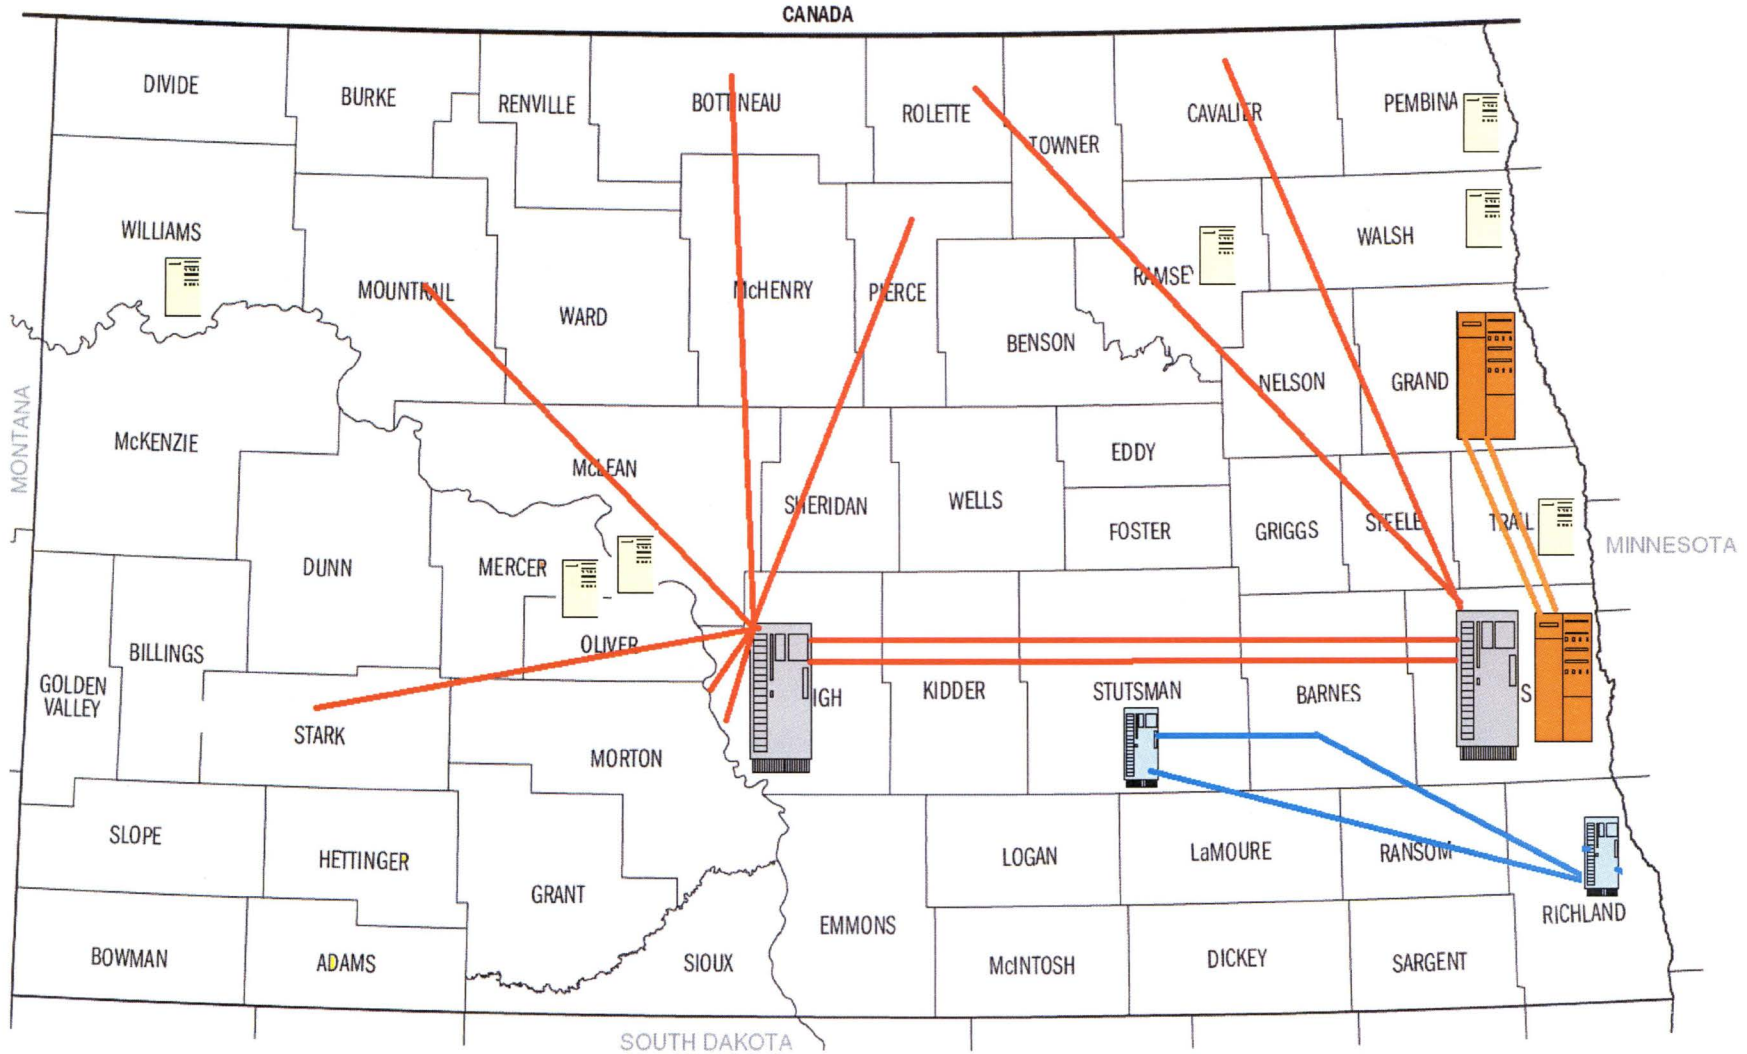 CANADA
DIVIDE
BURKE
RENVILLE
BOTTINEAU
ROLETTE
TOWNER
CAVALIER
PEMBINA
WILLIAMS
MOUNTRAIL
WARD
McHENRY
PIERCE
BENSON
RAMSEY
WALSH
NELSON
GRAND
MONTANA
McKENZIE
McLEAN
SHERIDAN
WELLS
EDDY
FOSTER
GRIGGS
STEELE
TRAILL
MINNESOTA
DUNN
MERCER
OLIVER
GOLDEN
VALLEY
BILLINGS
STARK
MORTON
IGH
KIDDER
STUTSMAN
BARNES
S
SLOPE
HETTINGER
GRANT
EMMONS
LOGAN
LaMOURE
RANSOM
RICHLAND
BOWMAN
ADAMS
SIOUX
McINTOSH
DICKEY
SARGENT
SOUTH DAKOTA